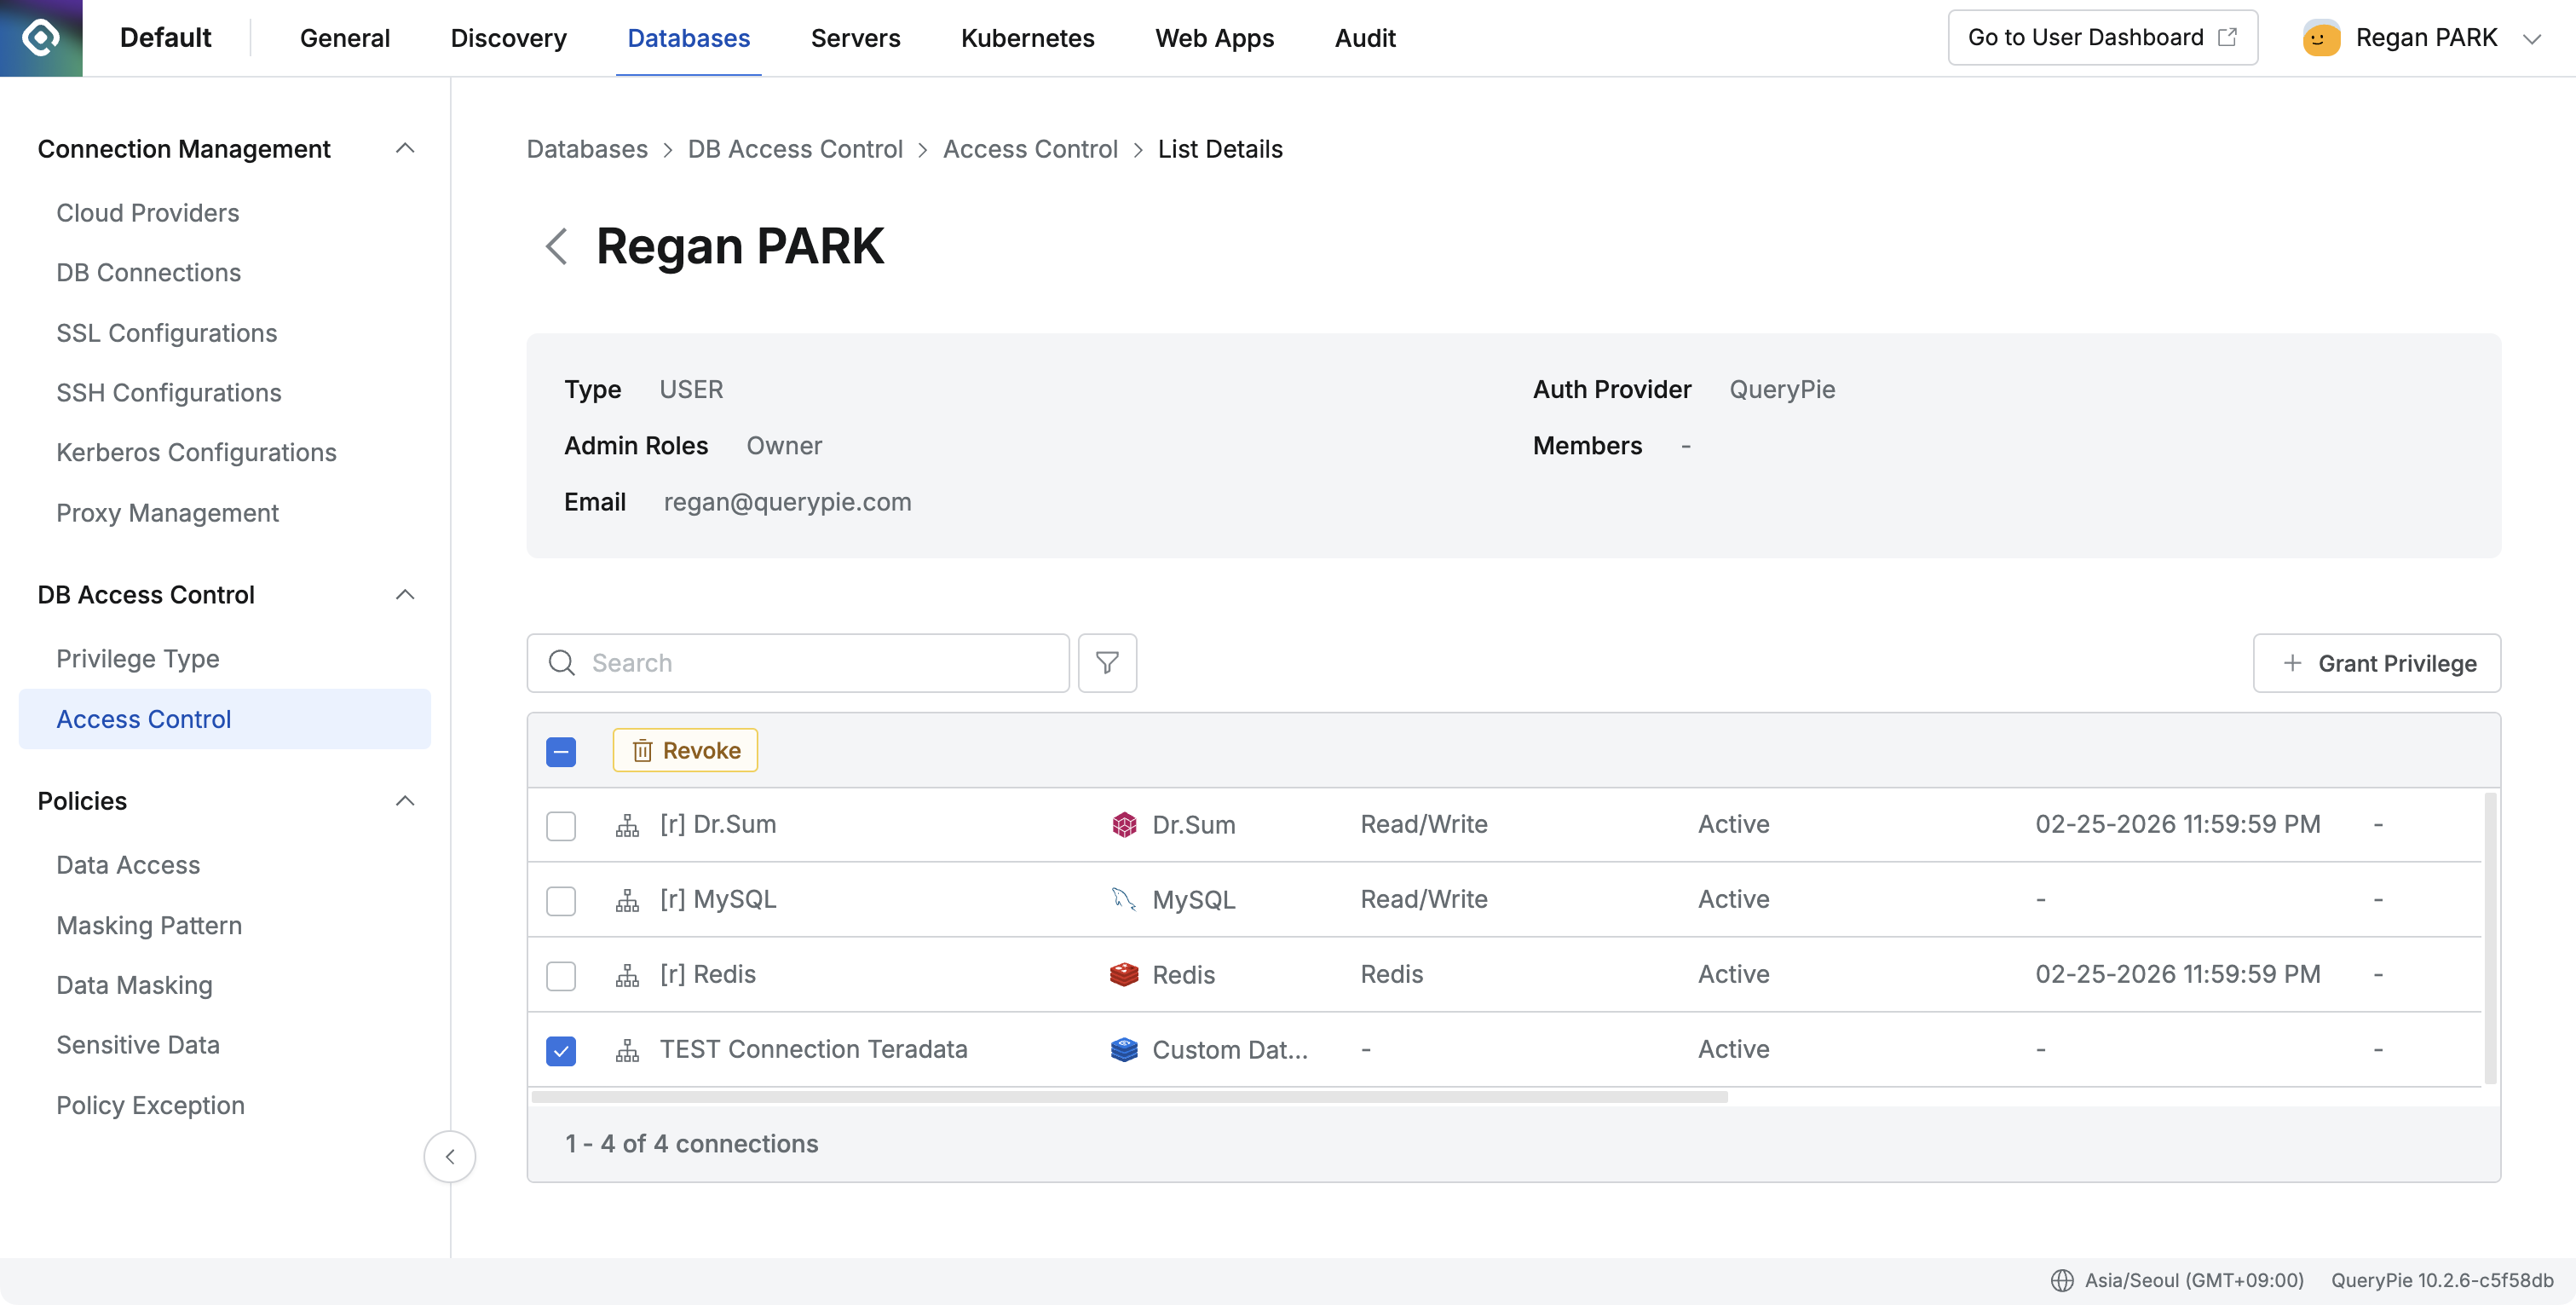 Default
General
Discovery
Databases
Servers
Kubernetes
Web Apps
Audit
Go to User Dashboard
Regan PARK
Connection Management
Cloud Providers
DB Connections
SSL Configurations
SSH Configurations
Kerberos Configurations
Proxy Management
DB Access Control
Privilege Type
Access Control
Policies
Data Access
Masking Pattern
Data Masking
Sensitive Data
Policy Exception
Databases > DB Access Control > Access Control > List Details
Regan PARK
Type USER
Auth Provider QueryPie
Admin Roles Owner
Members -
Email regan@querypie.com
Search
+ Grant Privilege
Revoke
[r] Dr.Sum Dr.Sum Read/Write Active 02-25-2026 11:59:59 PM -
[r] MySQL MySQL Read/Write Active - -
[r] Redis Redis Redis Active 02-25-2026 11:59:59 PM -
TEST Connection Teradata Custom Dat... - Active - -
1 - 4 of 4 connections
Asia/Seoul (GMT+09:00) QueryPie 10.2.6-c5f58db